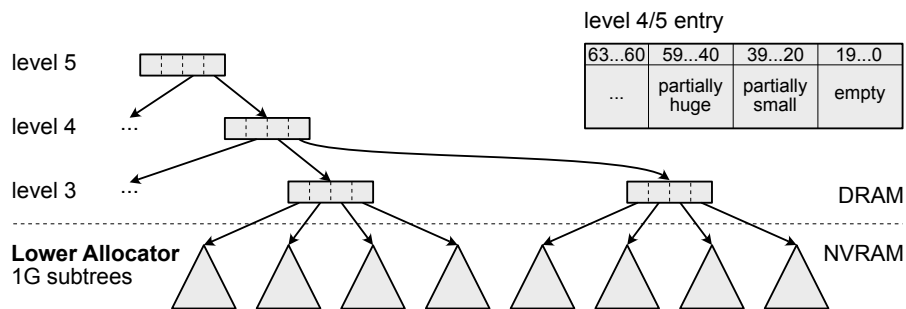 level 4/5 entry
63...60 59...40 39...20 19...0
... partially huge partially small empty
level 5
level 4 ...
level 3 ...
DRAM
Lower Allocator
1G subtrees
NVRAM